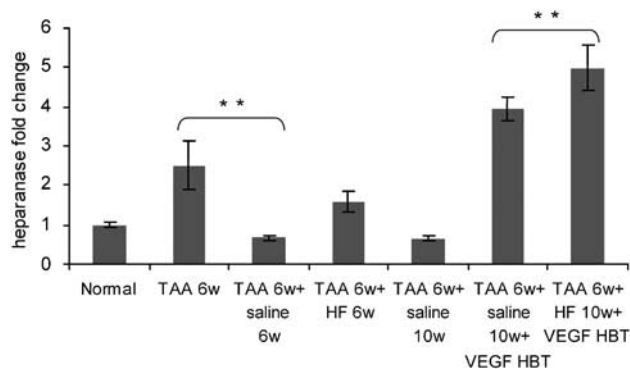 heparanase fold change
6
5
4
3
2
1
0
* *
* *
Normal
TAA 6w
TAA 6w+
saline
6w
TAA 6w+
HF 6w
TAA 6w+
saline
10w
TAA 6w+
saline
10w+
VEGF HBT
TAA 6w+
HF 10w+
VEGF HBT